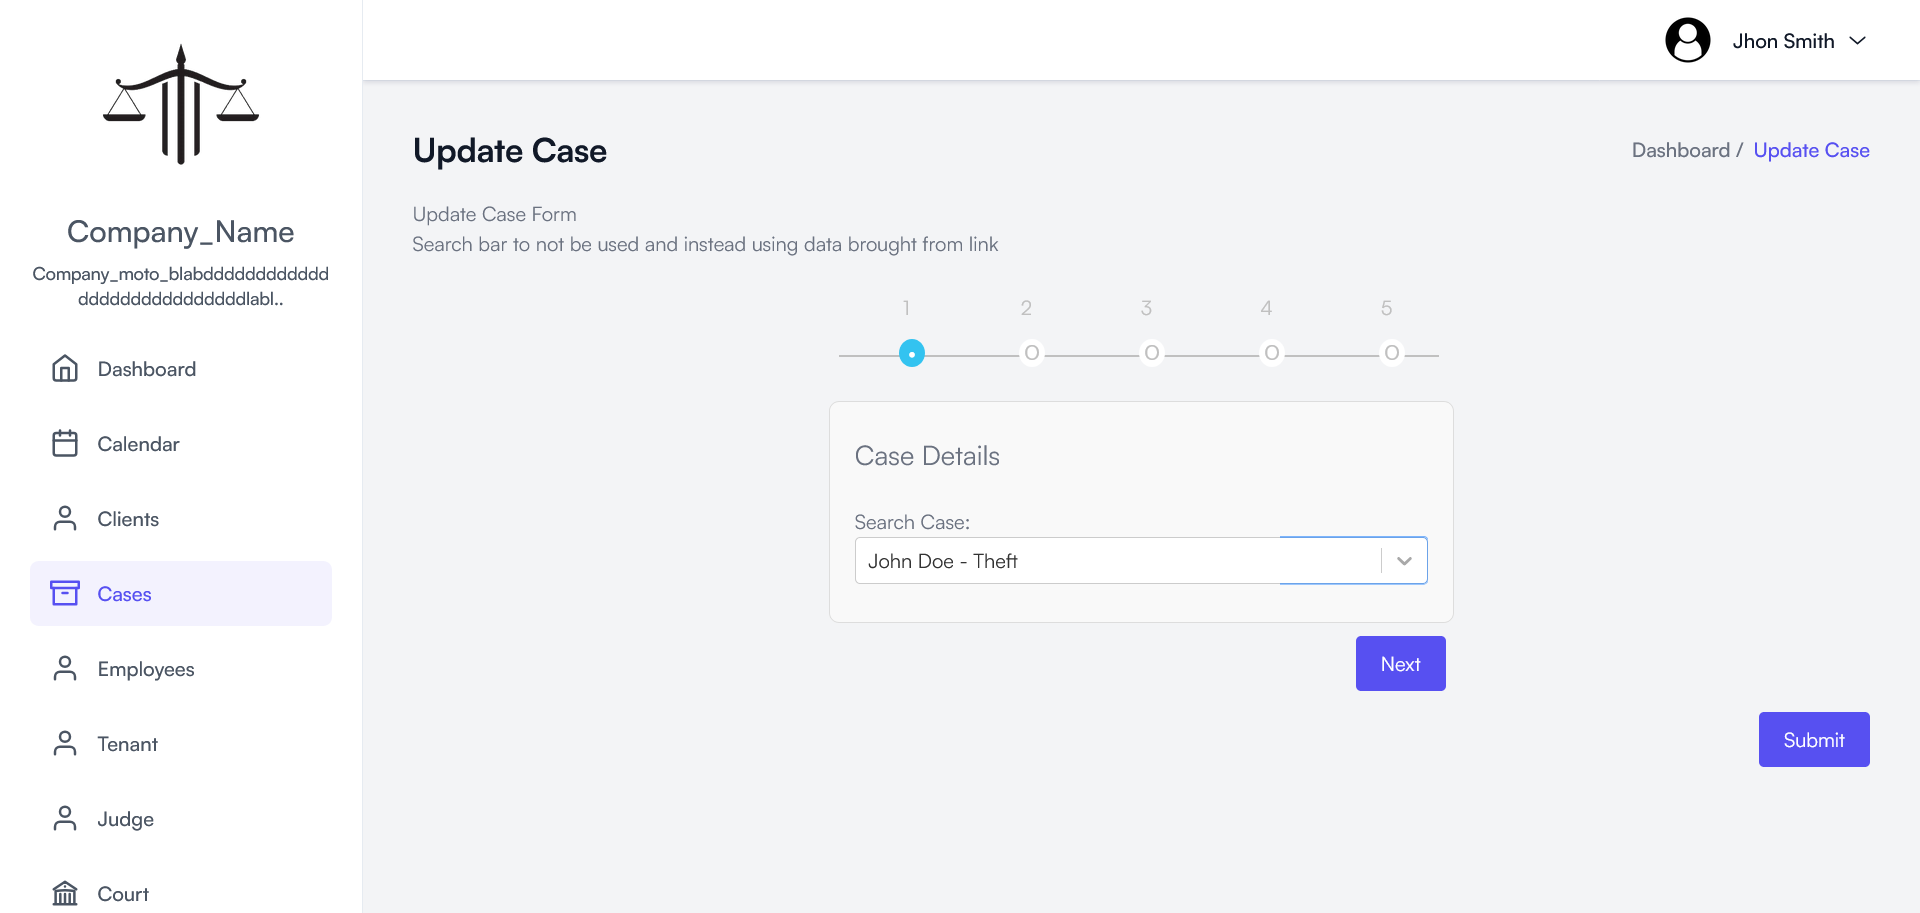 Company_Name
Company_moto_blabdddddddddddd
ddddddddddddddddlabl..
Dashboard
Calendar
Clients
Cases
Employees
Tenant
Judge
Court
Jhon Smith
Update Case
Dashboard / Update Case
Update Case Form
Search bar to not be used and instead using data brought from link
1 2 3 4 5
Case Details
Search Case:
John Doe - Theft
Next
Submit